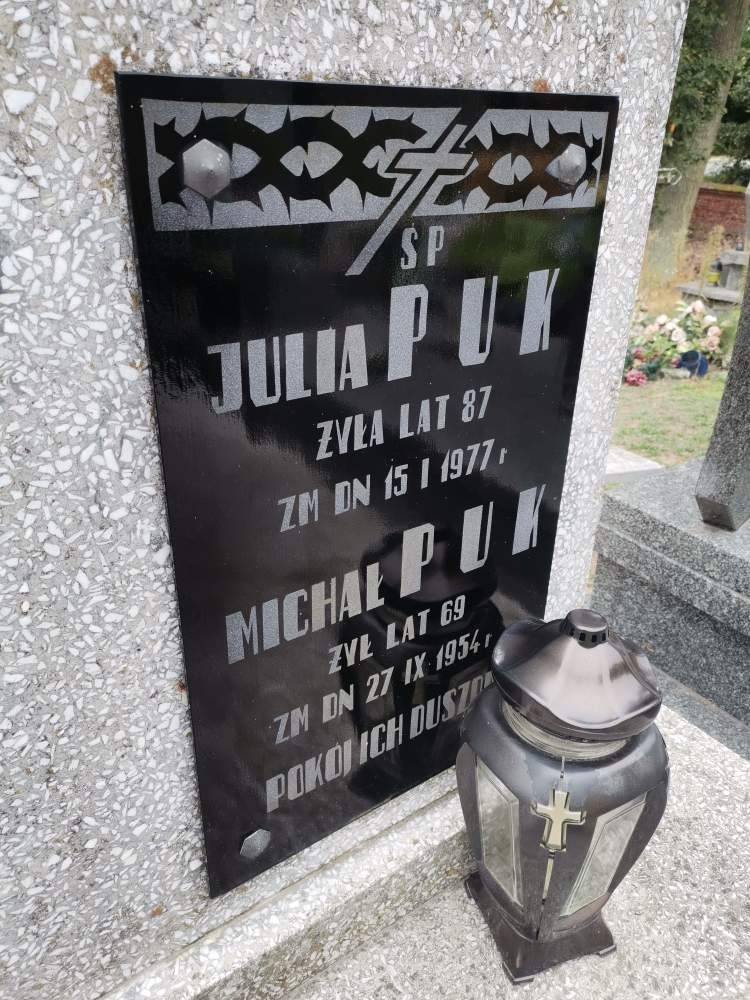 SP
JULIA PUK
ŻYŁA LAT 87
ZM DN 15 I 1977 r
MICHAŁ PUK
ŻYŁ LAT 69
ZM DN 27 IX 1954 r
POKÓJ ICH